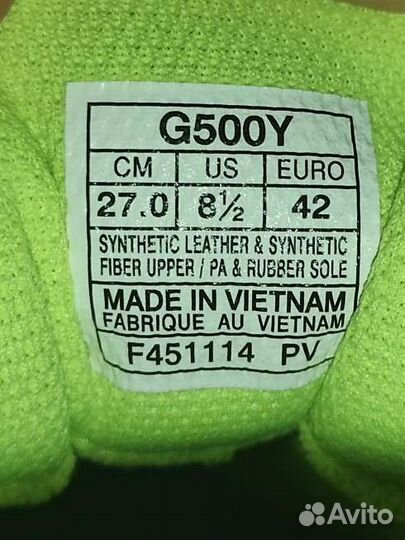 G500Y
CM US EURO
27.0 8½ 42
SYNTHETIC LEATHER & SYNTHETIC
FIBER UPPER / PA & RUBBER SOLE
MADE IN VIETNAM
FABRIQUE AU VIETNAM
F451114 PV
Avito